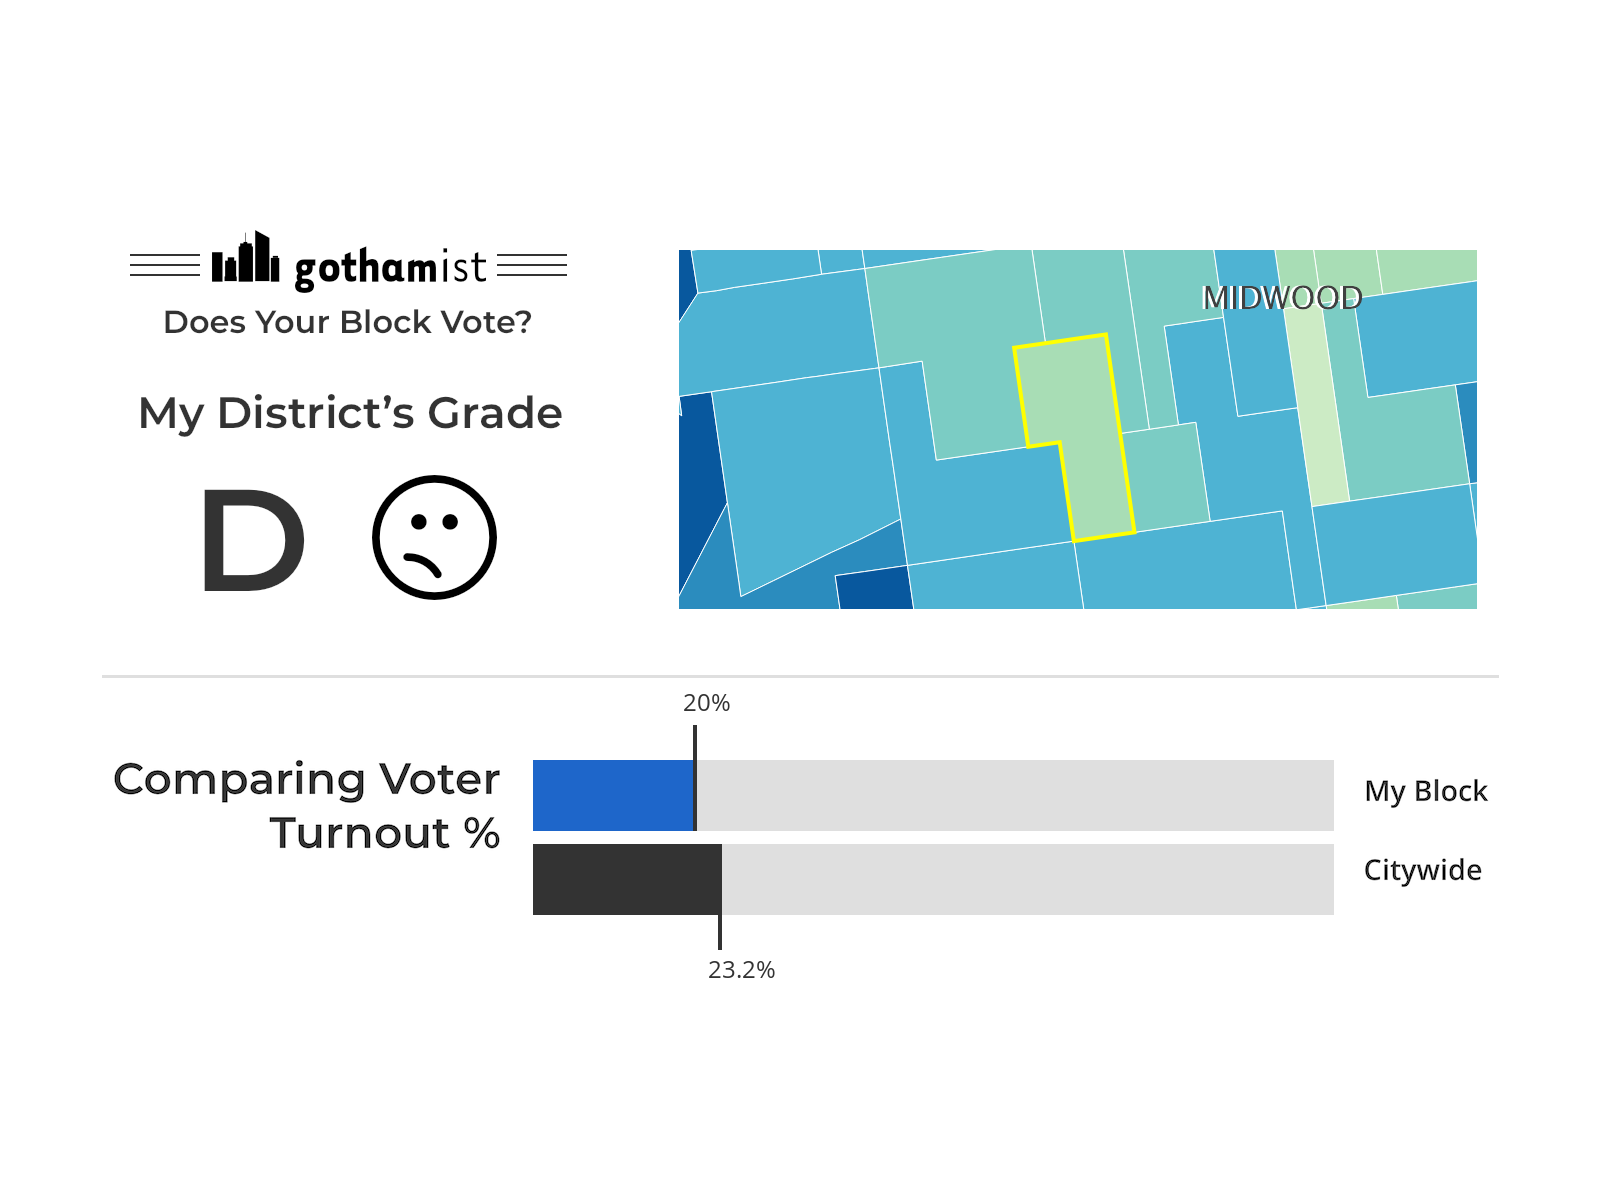 gothamist
Does Your Block Vote?
My District’s Grade
D
MIDWOOD
20%
Comparing Voter
Turnout %
My Block
Citywide
23.2%